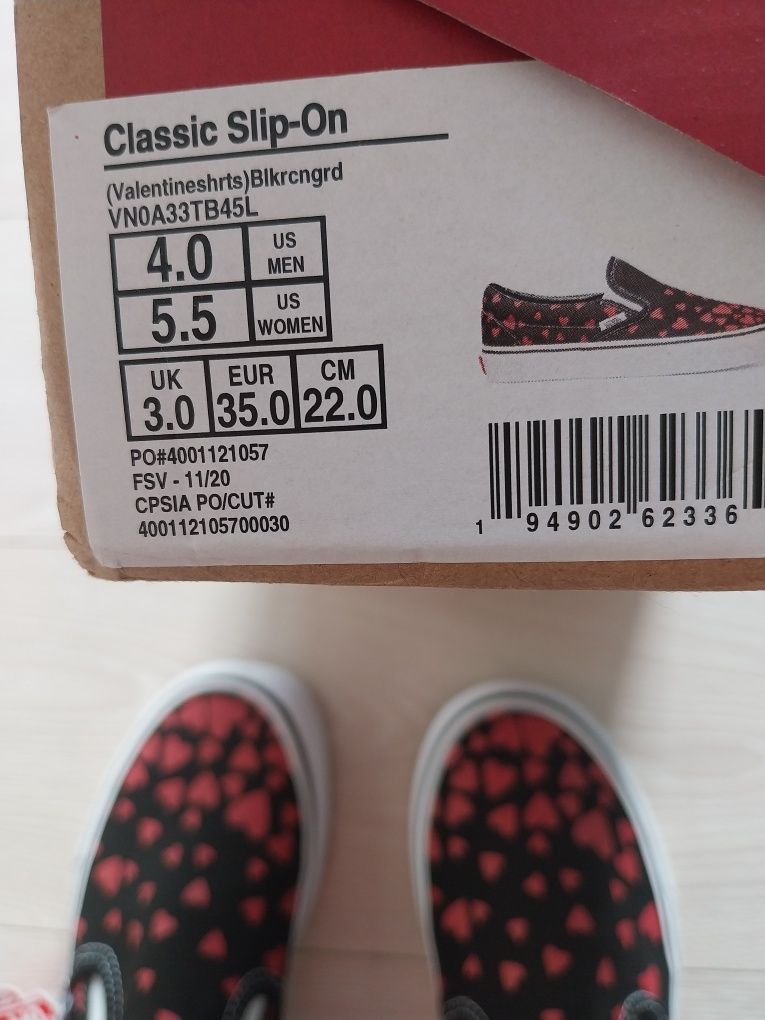 Classic Slip-On
(Valentineshrts)Blkrcngrd
VN0A33TB45L
4.0 US MEN
5.5 US WOMEN
UK EUR CM
3.0 35.0 22.0
PO#4001121057
FSV - 11/20
CPSIA PO/CUT#
400112105700030
1 94902 62336